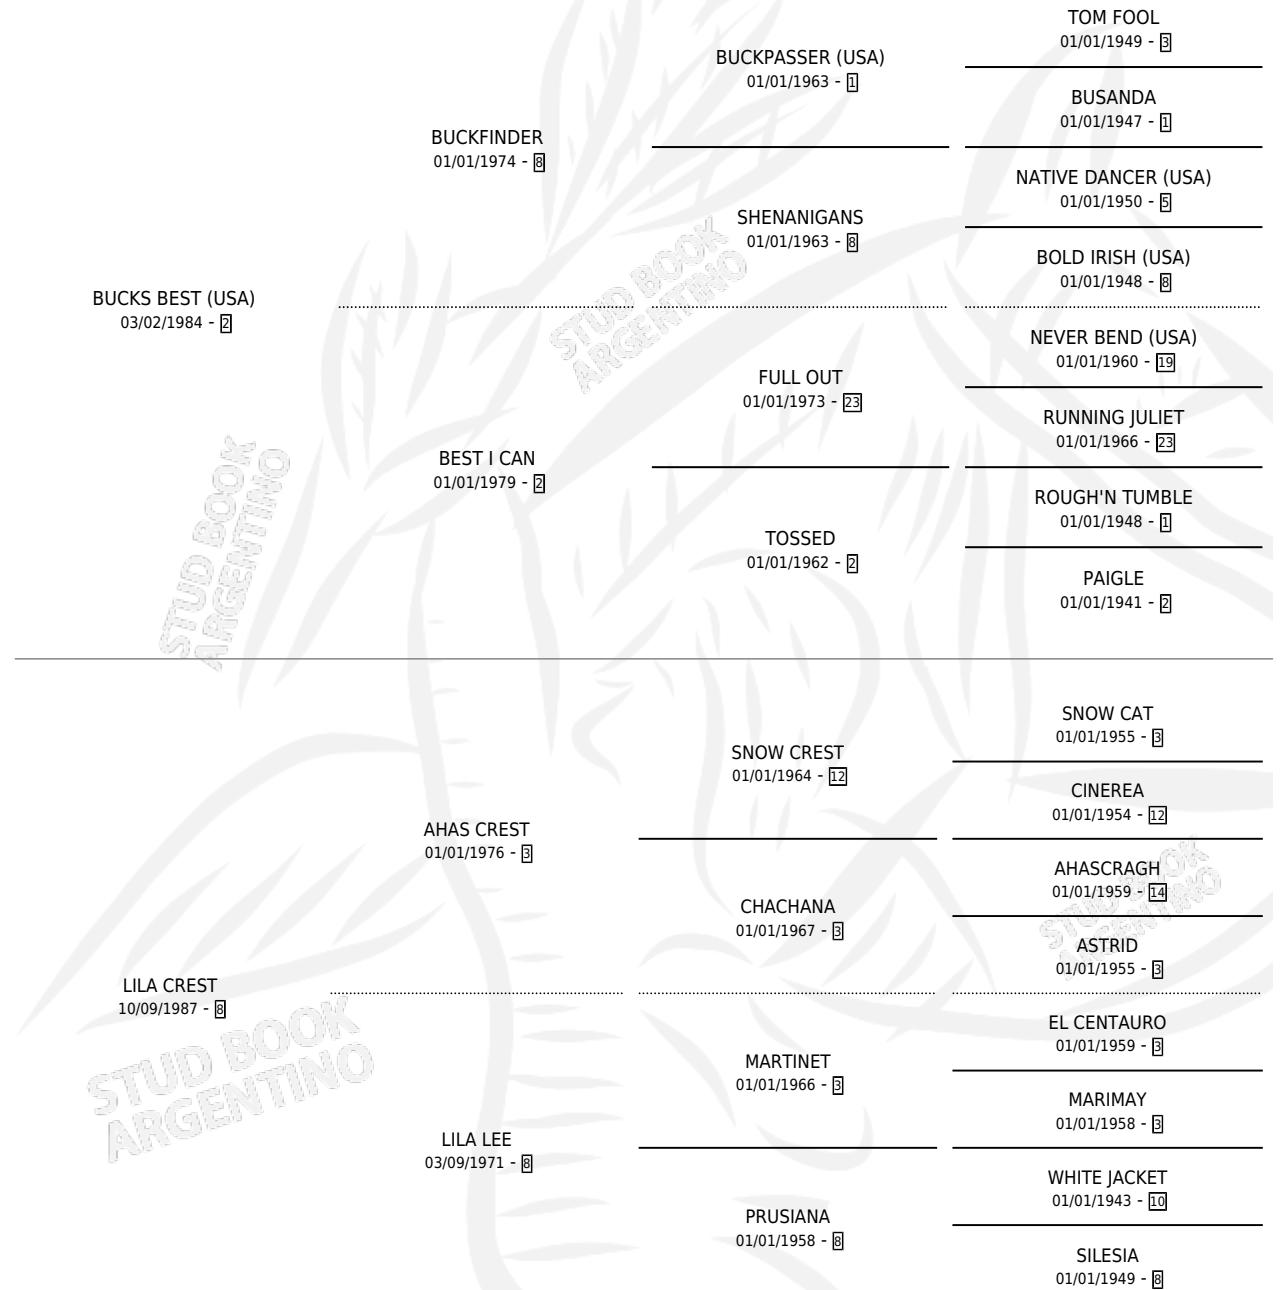 TOM FOOL
01/01/1949 - 3
BUCKPASSER (USA)
01/01/1963 - 1
BUSANDA
01/01/1947 - 1
BUCKFINDER
01/01/1974 - 8
NATIVE DANCER (USA)
01/01/1950 - 5
SHENANIGANS
01/01/1963 - 8
BOLD IRISH (USA)
01/01/1948 - 8
BUCKS BEST (USA)
03/02/1984 - 2
NEVER BEND (USA)
01/01/1960 - 19
FULL OUT
01/01/1973 - 23
RUNNING JULIET
01/01/1966 - 23
BEST I CAN
01/01/1979 - 2
ROUGH'N TUMBLE
01/01/1948 - 1
TOSSED
01/01/1962 - 2
PAIGLE
01/01/1941 - 2
SNOW CAT
01/01/1955 - 3
SNOW CREST
01/01/1964 - 12
CINEREA
01/01/1954 - 12
AHAS CREST
01/01/1976 - 3
AHASCRAGH
01/01/1959 - 14
CHACHANA
01/01/1967 - 3
ASTRID
01/01/1955 - 3
LILA CREST
10/09/1987 - 8
EL CENTAURO
01/01/1959 - 3
MARTINET
01/01/1966 - 3
MARIMAY
01/01/1958 - 3
LILA LEE
03/09/1971 - 8
WHITE JACKET
01/01/1943 - 10
PRUSIANA
01/01/1958 - 8
SILESIA
01/01/1949 - 8
STUD BOOK
ARGENTINO
STUD BOOK
ARGENTINO
STUD BOOK
ARGENTINO
STUD BOOK
ARGENTINO